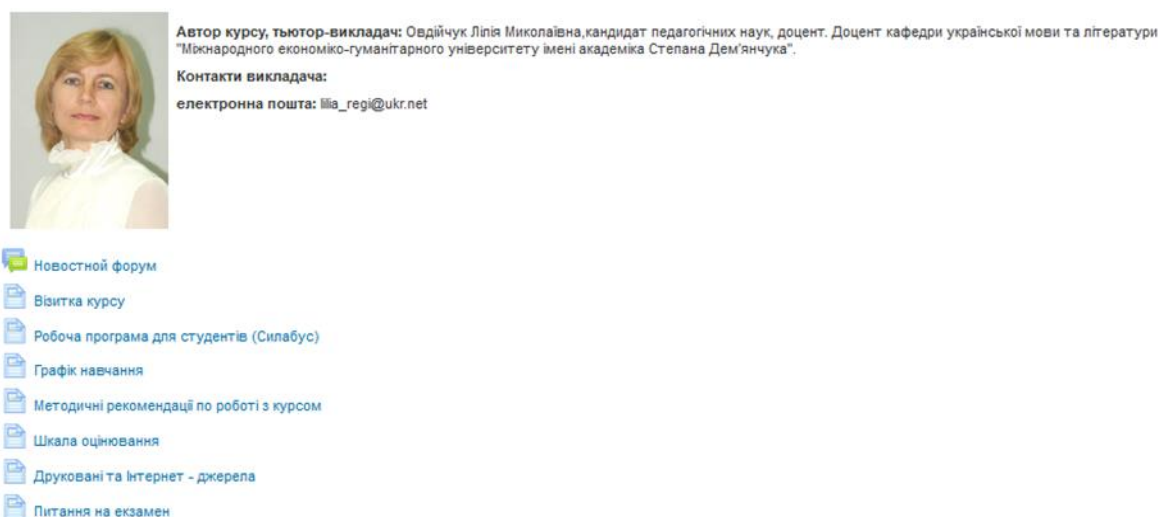 Автор курсу, тьютор-викладач: Овдійчук Лілія Миколаївна,кандидат педагогічних наук, доцент. Доцент кафедри української мови та літератури
"Міжнародного економіко-гуманітарного університету імені академіка Степана Дем'янчука".
Контакти викладача:
електронна пошта: lilia_regi@ukr.net
Новостной форум
Візитка курсу
Робоча програма для студентів (Силабус)
Графік навчання
Методичні рекомендації по роботі з курсом
Шкала оцінювання
Друковані та Інтернет - джерела
Питання на екзамен